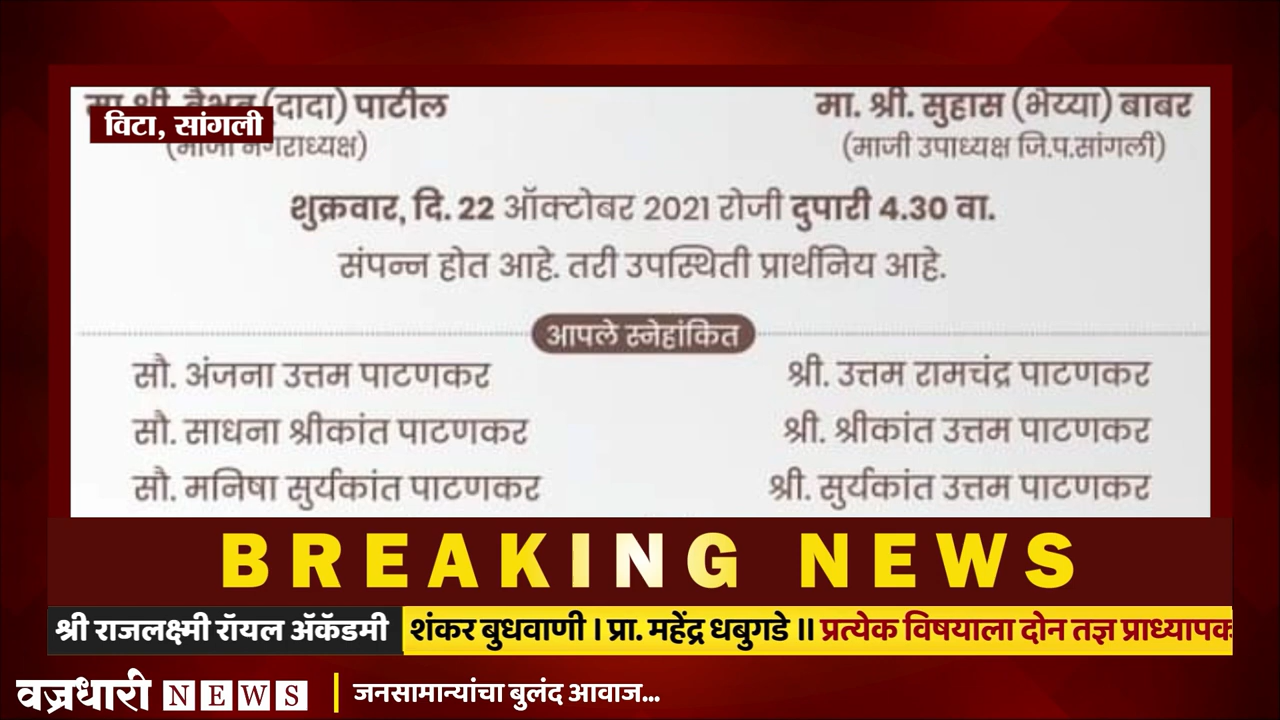 (दादा) पाटील
मा. श्री. सुहास (भैय्या) बाबर
विटा, सांगली
(माजी नगराध्यक्ष)
(माजी उपाध्यक्ष जि.प.सांगली)
शुक्रवार, दि. 22 ऑक्टोबर 2021 रोजी दुपारी 4.30 वा.
संपन्न होत आहे. तरी उपस्थिती प्रार्थनिय आहे.
आपले स्नेहांकित
सौ. अंजना उत्तम पाटणकर
श्री. उत्तम रामचंद्र पाटणकर
सौ. साधना श्रीकांत पाटणकर
श्री. श्रीकांत उत्तम पाटणकर
सौ. मनिषा सुर्यकांत पाटणकर
श्री. सुर्यकांत उत्तम पाटणकर
BREAKING NEWS
श्री राजलक्ष्मी रॉयल ॲकॅडमी
शंकर बुधवाणी । प्रा. महेंद्र धबुगडे ॥ प्रत्येक विषयाला दोन तज्ञ प्राध्यापक
वज्रधारी NEWS
जनसामान्यांचा बुलंद आवाज...